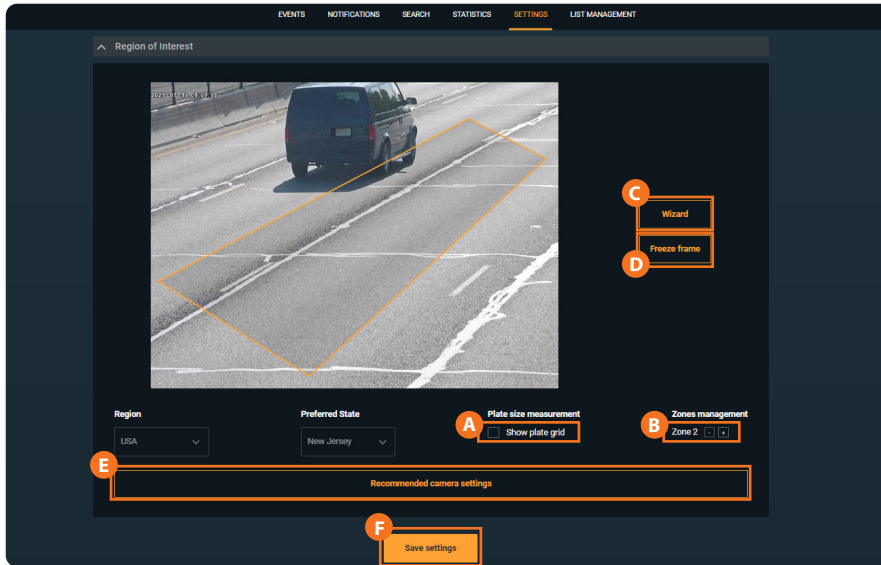 EVENTS NOTIFICATIONS SEARCH STATISTICS SETTINGS LIST MANAGEMENT
Region of Interest
C
Wizard
Freeze frame
D
Region Preferred State Plate size measurement Zones management
A Show plate grid B Zone 2 - +
USA New Jersey
E
Recommended camera settings
F
Save settings